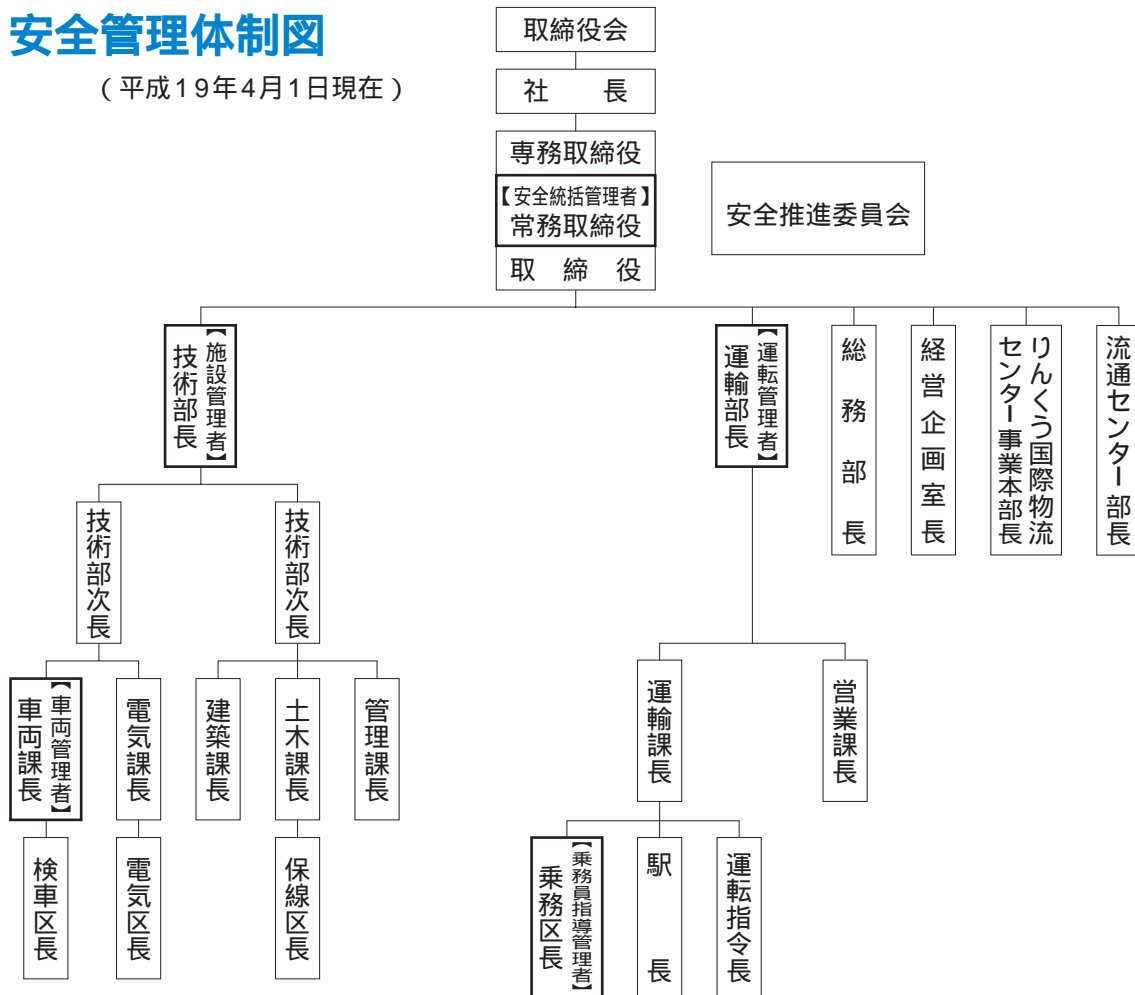 安全管理体制図
（平成19年4月1日現在）
取締役会
社　　長
専務取締役
【安全統括管理者】
常務取締役
取　締　役
安全推進委員会
【施設管理者】
技術部長
【運転管理者】
運輸部長
総務部長
経営企画室長
りんくう国際物流
センター事業本部長
流通センター部長
技術部次長
技術部次長
【車両管理者】
車両課長
電気課長
建築課長
土木課長
管理課長
運輸課長
営業課長
検車区長
電気区長
保線区長
【乗務員指導管理者】
乗務区長
駅　　長
運転指令長